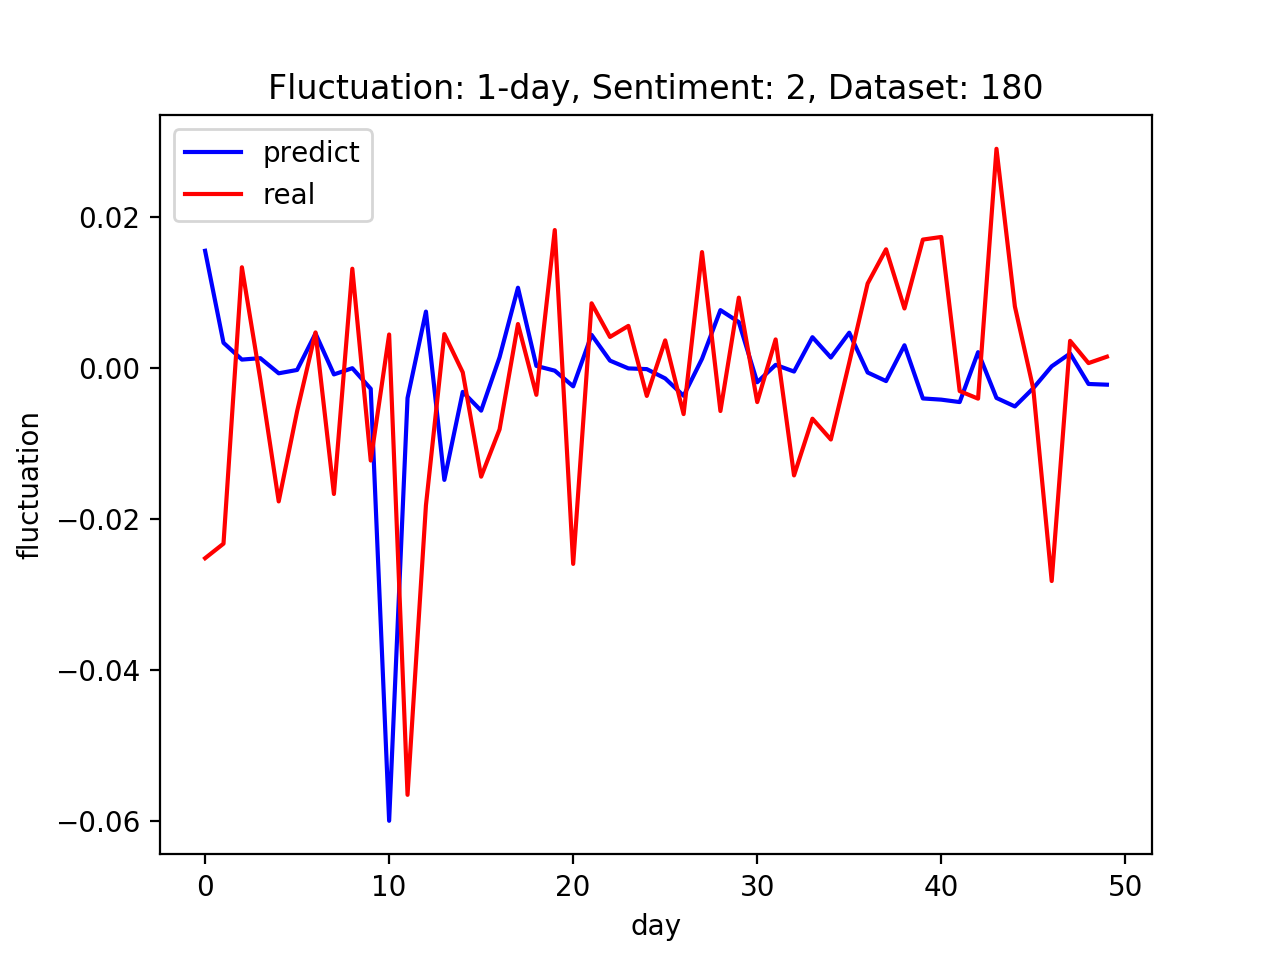 Fluctuation: 1-day, Sentiment: 2, Dataset: 180
predict
real
0.02
0.00
−0.02
−0.04
−0.06
fluctuation
0 10 20 30 40 50
day